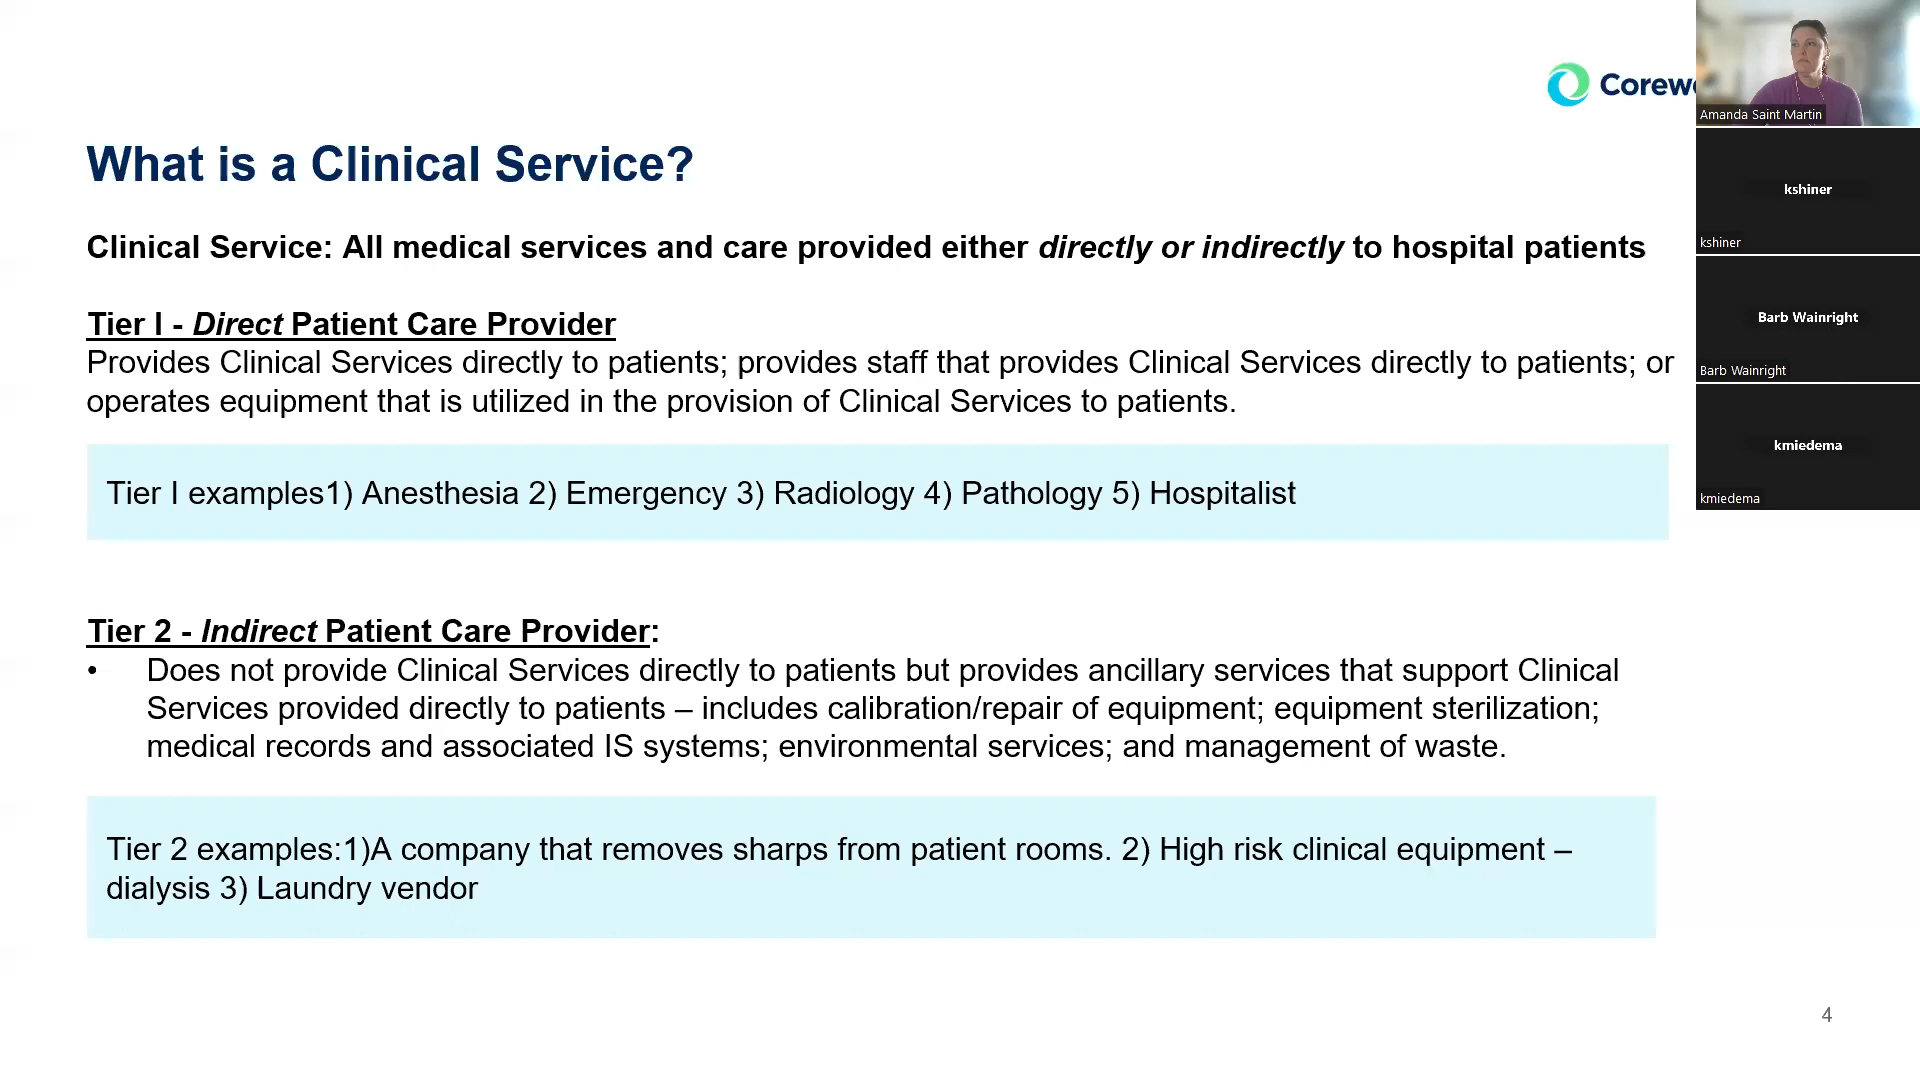 Corew
What is a Clinical Service?
Clinical Service: All medical services and care provided either directly or indirectly to hospital patients
Tier I - Direct Patient Care Provider
Provides Clinical Services directly to patients; provides staff that provides Clinical Services directly to patients; or
operates equipment that is utilized in the provision of Clinical Services to patients.
Tier I examples1) Anesthesia 2) Emergency 3) Radiology 4) Pathology 5) Hospitalist
Tier 2 - Indirect Patient Care Provider:
• Does not provide Clinical Services directly to patients but provides ancillary services that support Clinical
Services provided directly to patients – includes calibration/repair of equipment; equipment sterilization;
medical records and associated IS systems; environmental services; and management of waste.
Tier 2 examples:1)A company that removes sharps from patient rooms. 2) High risk clinical equipment –
dialysis 3) Laundry vendor
4
Amanda Saint Martin
kshiner
kshiner
Barb Wainright
Barb Wainright
kmiedema
kmiedema